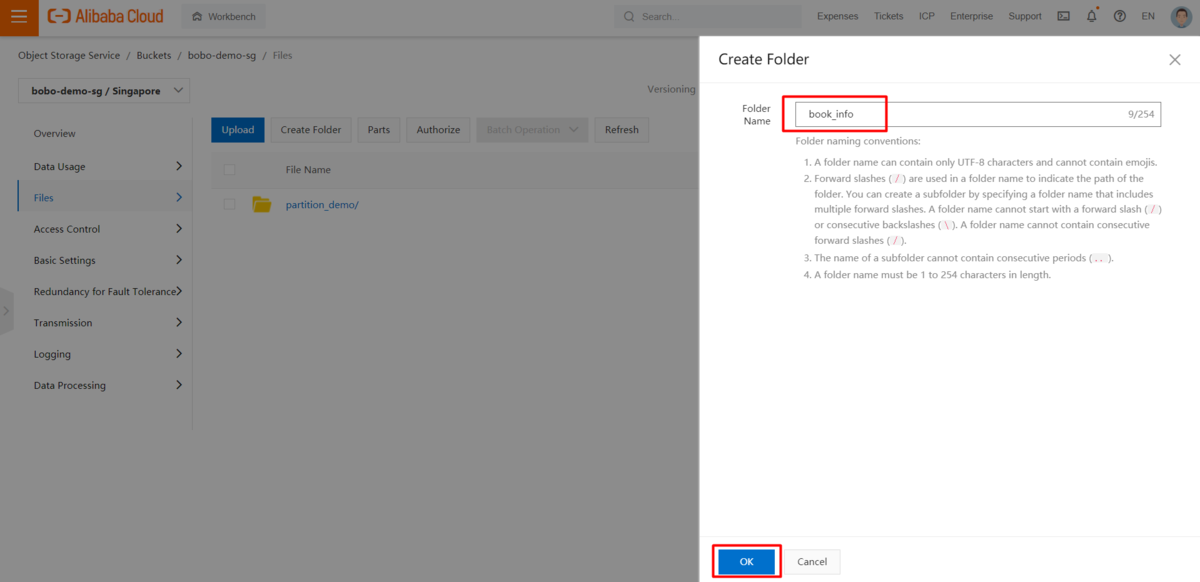 Alibaba Cloud
Workbench
Search...
Expenses
Tickets
ICP
Enterprise
Support
EN
Object Storage Service / Buckets / bobo-demo-sg / Files
bobo-demo-sg / Singapore
Versioning
Overview
Data Usage
Files
Access Control
Basic Settings
Redundancy for Fault Tolerance
Transmission
Logging
Data Processing
Upload
Create Folder
Parts
Authorize
Batch Operation
Refresh
File Name
partition_demo/
Create Folder
Folder
Name
book_info
9/254
Folder naming conventions:
1. A folder name can contain only UTF-8 characters and cannot contain emojis.
2. Forward slashes ( / ) are used in a folder name to indicate the path of the
folder. You can create a subfolder by specifying a folder name that includes
multiple forward slashes. A folder name cannot start with a forward slash ( / )
or consecutive backslashes ( \ ). A folder name cannot contain consecutive
forward slashes ( / ).
3. The name of a subfolder cannot contain consecutive periods ( .. ).
4. A folder name must be 1 to 254 characters in length.
OK
Cancel